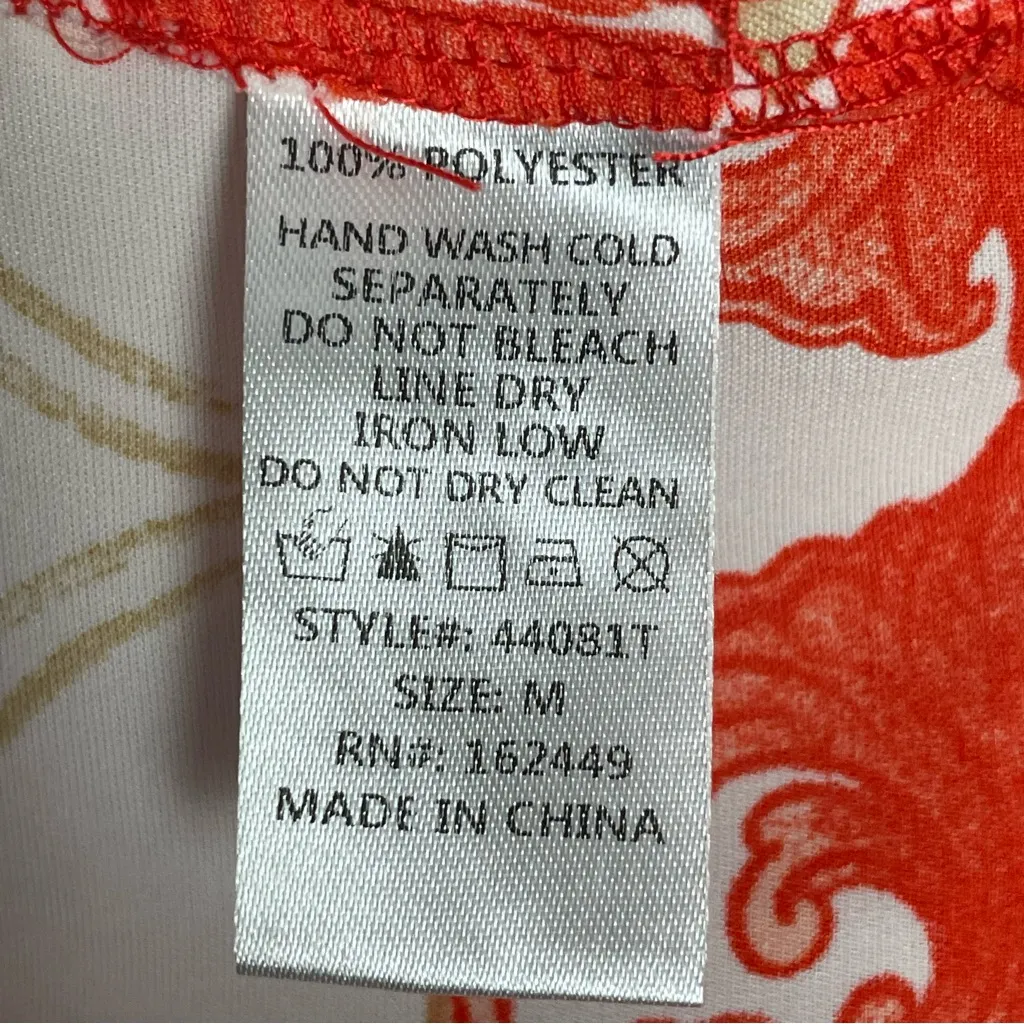 100% POLYESTER
HAND WASH COLD
SEPARATELY
DO NOT BLEACH
LINE DRY
IRON LOW
DO NOT DRY CLEAN
STYLE#: 44081T
SIZE: M
RN#: 162449
MADE IN CHINA